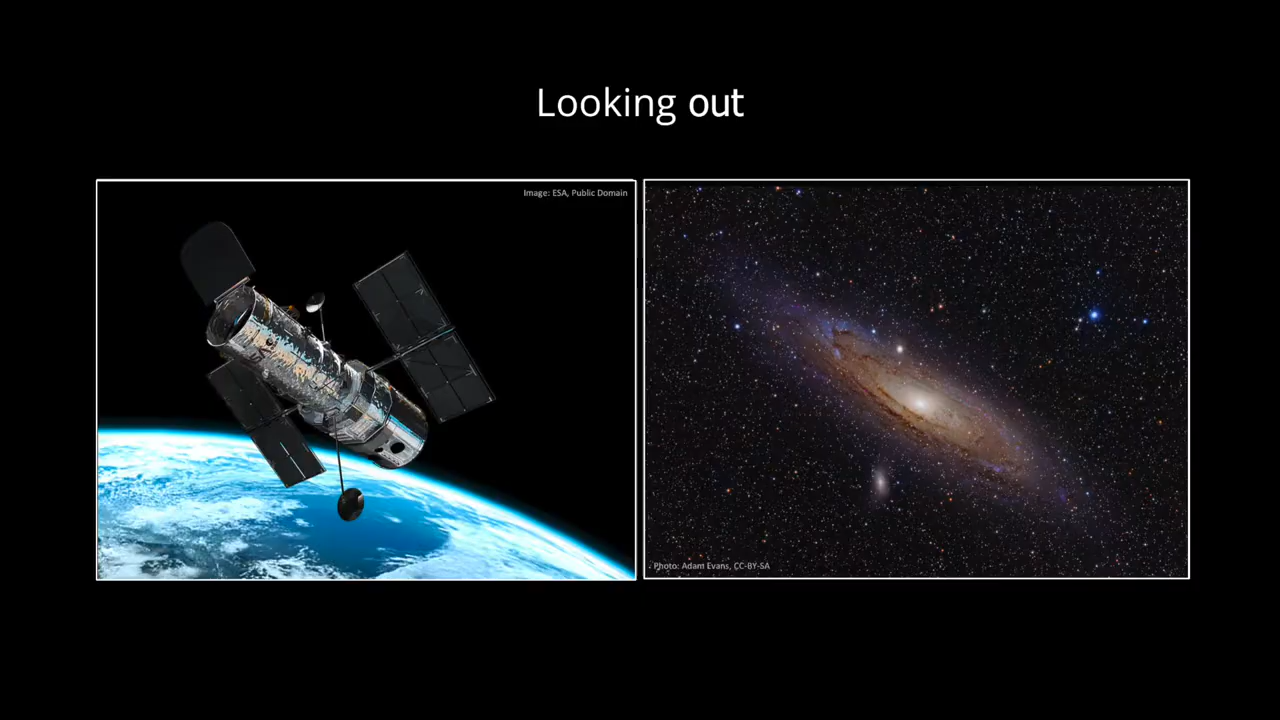 Looking out
Image: ESA, Public Domain
Photo: Adam Evans, CC-BY-SA